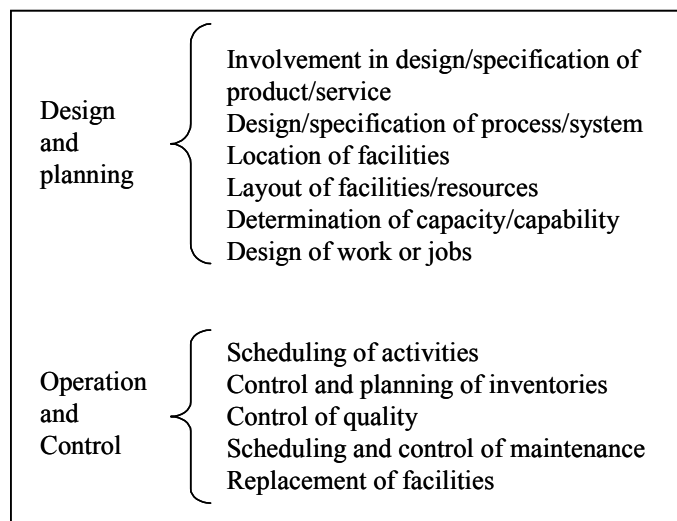 Design
and
planning
Involvement in design/specification of
product/service
Design/specification of process/system
Location of facilities
Layout of facilities/resources
Determination of capacity/capability
Design of work or jobs
Operation
and
Control
Scheduling of activities
Control and planning of inventories
Control of quality
Scheduling and control of maintenance
Replacement of facilities